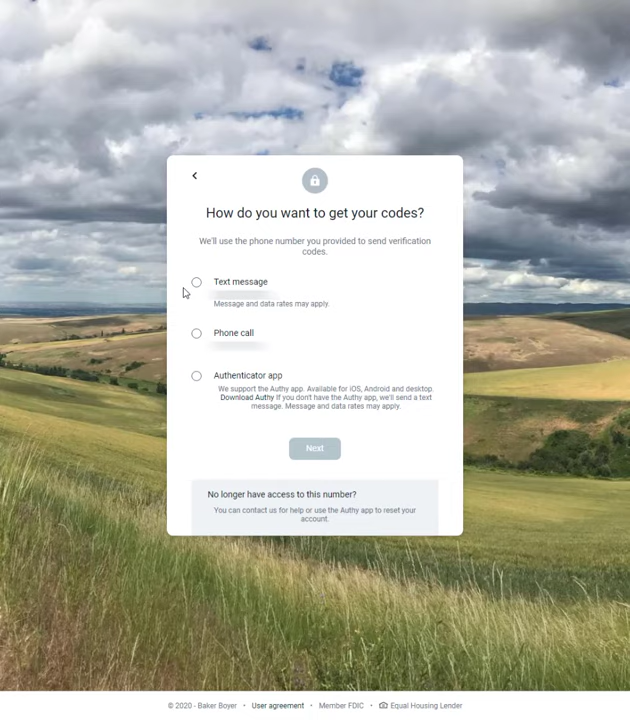 How do you want to get your codes?
We'll use the phone number you provided to send verification
codes.
Text message
Message and data rates may apply.
Phone call
Authenticator app
We support the Authy app. Available for iOS, Android and desktop.
Download Authy If you don't have the Authy app, we'll send a text
message. Message and data rates may apply.
Next
No longer have access to this number?
You can contact us for help or use the Authy app to reset your
account.
© 2020 - Baker Boyer • User agreement • Member FDIC • Equal Housing Lender